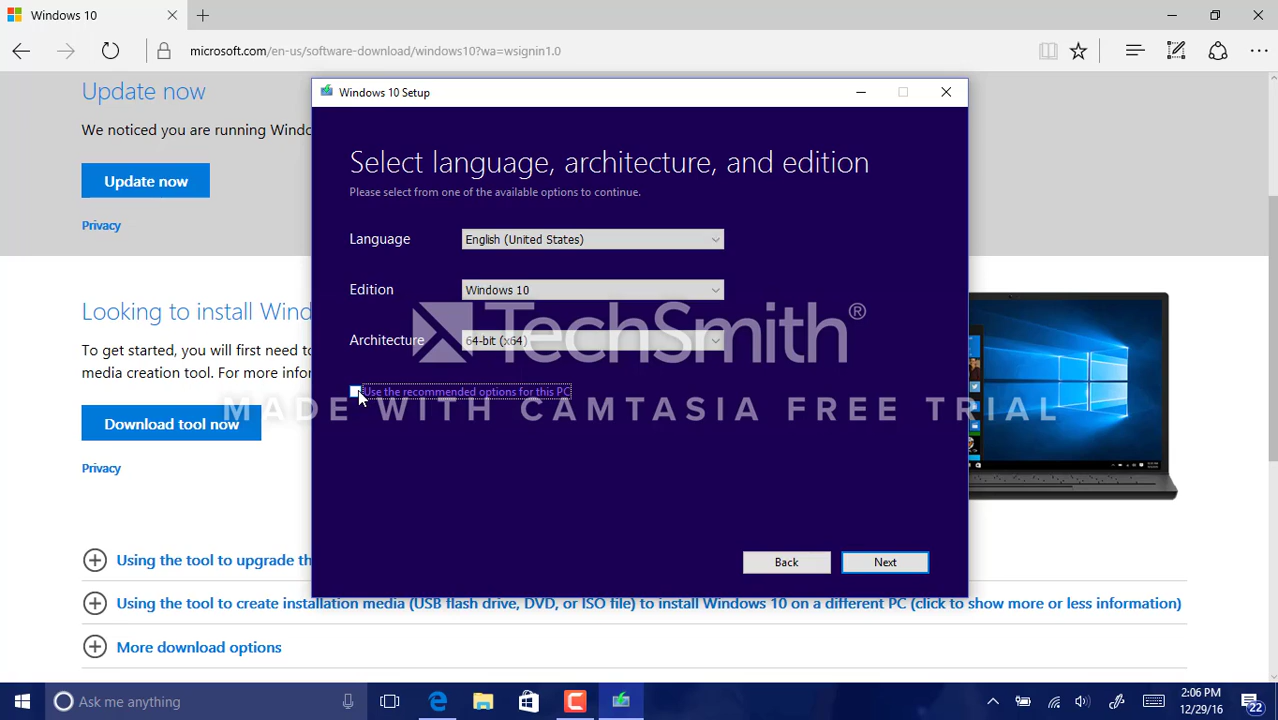 Windows 10
microsoft.com/en-us/software-download/windows10?wa=wsignin1.0
Update now
We noticed you are running Windo
Update now
Privacy
Looking to install Wind
To get started, you will first need to
media creation tool. For more infor
Download tool now
Privacy
Using the tool to upgrade th
Using the tool to create installation media (USB flash drive, DVD, or ISO file) to install Windows 10 on a different PC (click to show more or less information)
More download options
Windows 10 Setup
Select language, architecture, and edition
Please select from one of the available options to continue.
Language
English (United States)
Edition
Windows 10
Architecture
64-bit (x64)
Use the recommended options for this PC
Back
Next
TechSmith®
MADE WITH CAMTASIA FREE TRIAL
Ask me anything
2:06 PM
12/29/16
22